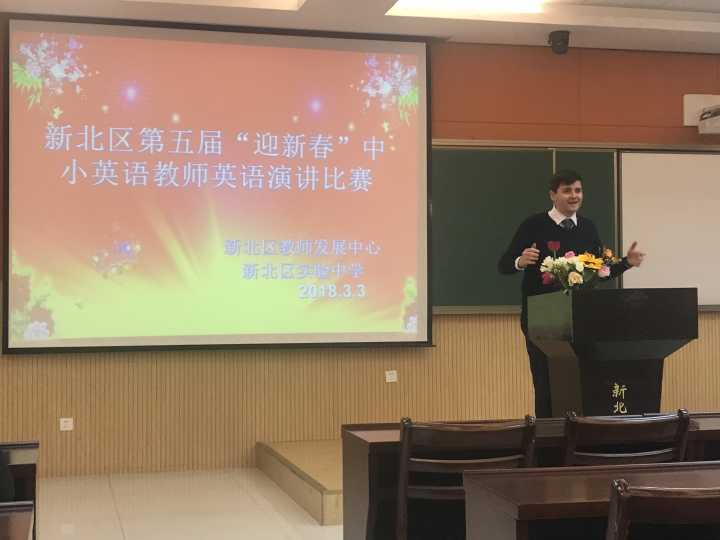 新北区第五届“迎新春”中
小英语教师英语演讲比赛
新北区教师发展中心
新北区实验中学
2018.3.3
新
北